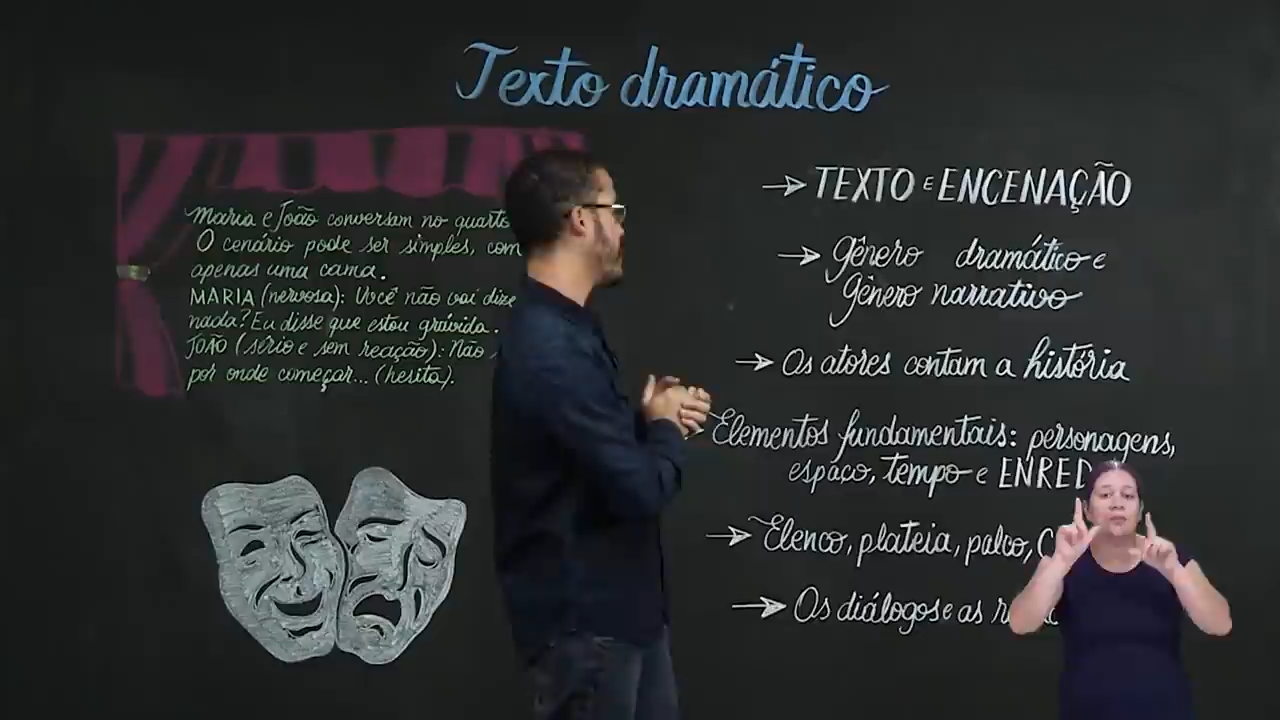 Texto dramático
Maria e João conversam no quarto
O cenário pode ser simples, com
apenas uma cama.
MARIA (nervosa): Você não vai
nada? Eu disse que estou grávida.
JOÃO (sério e sem reação): Não
por onde começar... (hesita).
→ TEXTO E ENCENAÇÃO
→ Gênero dramático e
Gênero narrativo
→ Os atores contam a história
Elementos fundamentais: personagens,
espaço, tempo e
→ Elenco, plateia, palco,
→ Os diálogos e as